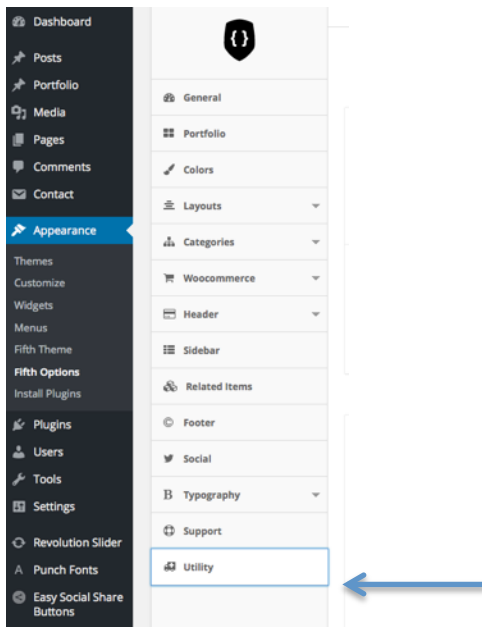 Dashboard
Posts
Portfolio
Media
Pages
Comments
Contact
Appearance
Themes
Customize
Widgets
Menus
Fifth Theme
Fifth Options
Install Plugins
Plugins
Users
Tools
Settings
Revolution Slider
A Punch Fonts
Easy Social Share
Buttons
{}
General
Portfolio
Colors
Layouts
Categories
Woocommerce
Header
Sidebar
Related Items
© Footer
Social
B Typography
Support
Utility